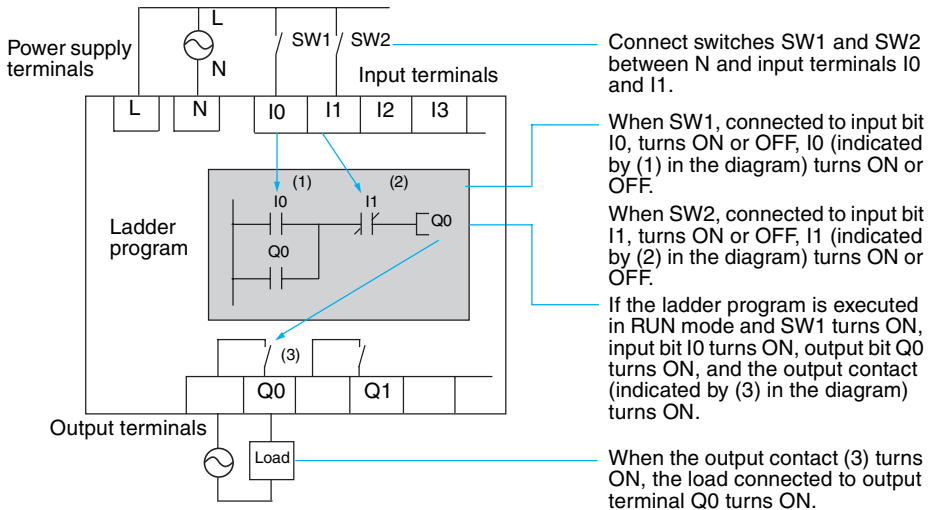 L
N
SW1
SW2
Power supply
terminals
Input terminals
L
N
I0
I1
I2
I3
Ladder
program
(1)
(2)
I0
I1
Q0
Q0
(3)
Q0
Q1
Output terminals
Load
Connect switches SW1 and SW2
between N and input terminals I0
and I1.
When SW1, connected to input bit
I0, turns ON or OFF, I0 (indicated
by (1) in the diagram) turns ON or
OFF.
When SW2, connected to input bit
I1, turns ON or OFF, I1 (indicated
by (2) in the diagram) turns ON or
OFF.
If the ladder program is executed
in RUN mode and SW1 turns ON,
input bit I0 turns ON, output bit Q0
turns ON, and the output contact
(indicated by (3) in the diagram)
turns ON.
When the output contact (3) turns
ON, the load connected to output
terminal Q0 turns ON.